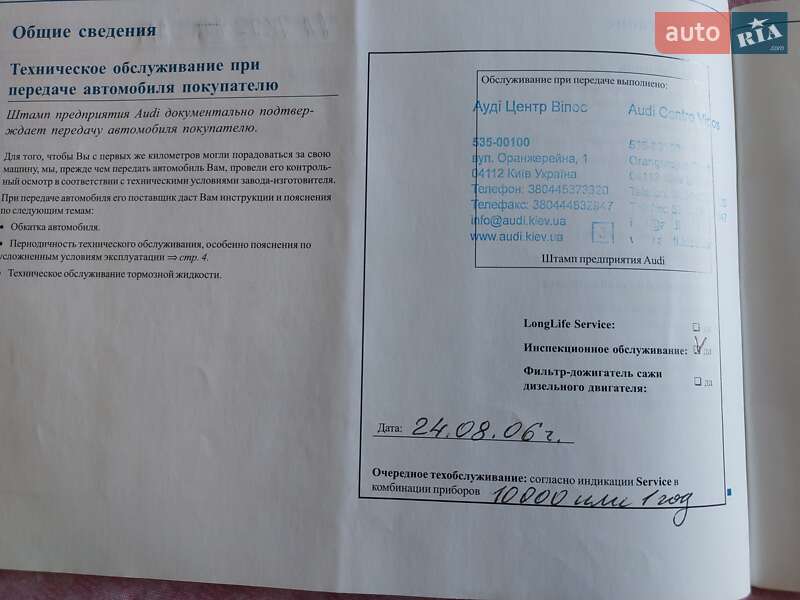 Общие сведения
Техническое обслуживание при
передаче автомобиля покупателю
Штамп предприятия Audi документально подтвер-
ждает передачу автомобиля покупателю.
Для того, чтобы Вы с первых же километров могли порадоваться за свою
машину, мы, прежде чем передать автомобиль Вам, провели его контроль-
ный осмотр в соответствии с техническими условиями завода-изготовителя.
При передаче автомобиля его поставщик даст Вам инструкции и пояснения
по следующим темам:
• Обкатка автомобиля.
• Периодичность технического обслуживания, особенно пояснения по
усложненным условиям эксплуатации ⇒ стр. 4.
Техническое обслуживание тормозной жидкости.
auto RIA .com
Обслуживание при передаче выполнено:
Ауді Центр Віпос Audi Centre Vipos
535-00100
вул. Оранжерейна, 1
04112 Київ Україна
Телефон: 380445373320
Телефакс: 380444532847
info@audi.kiev.ua
www.audi.kiev.ua
3
Штамп предприятия Audi
LongLife Service:
Инспекционное обслуживание: да
Фильтр-дожигатель сажи
дизельного двигателя: да
Дата: 24.08.06г.
Очередное техобслуживание: согласно индикации Service в
комбинации приборов 10000 или 1 год